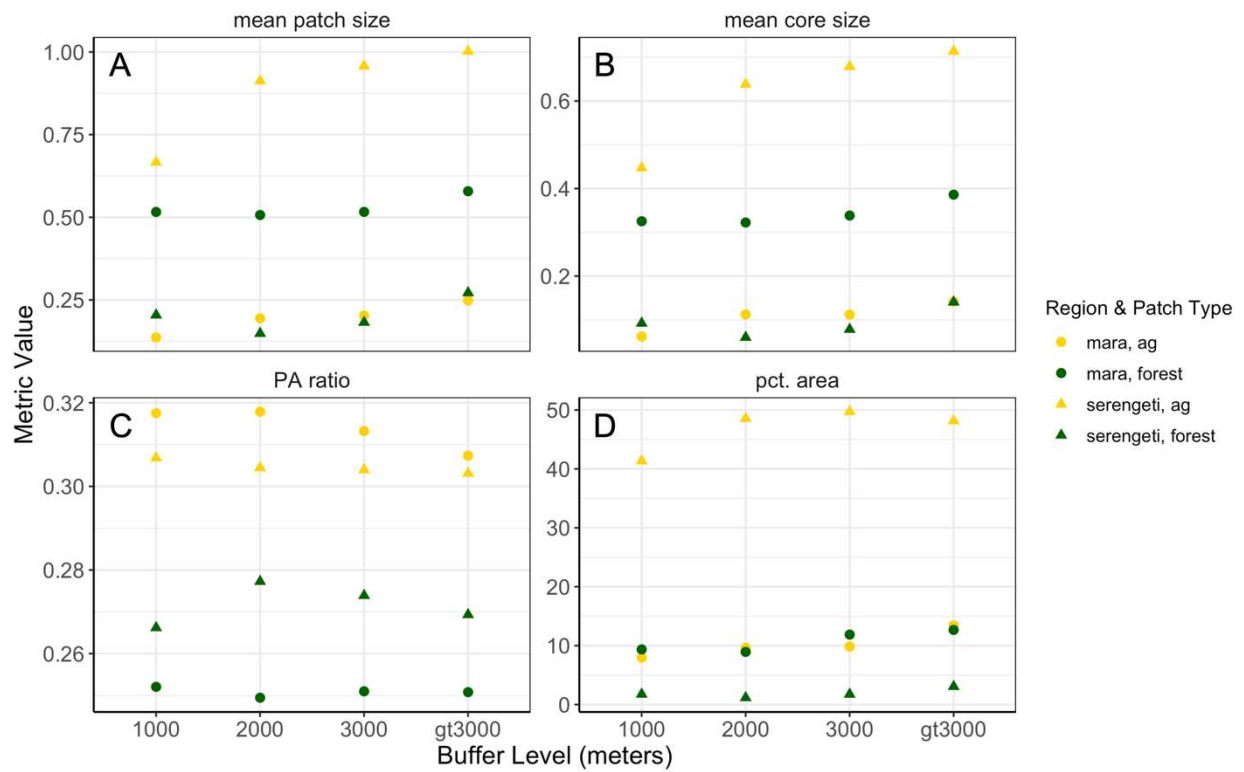 mean patch size
mean core size
A
B
1.00
0.75
0.50
0.25
0.6
0.4
0.2
PA ratio
pct. area
C
D
0.32
0.30
0.28
0.26
50
40
30
20
10
0
1000
2000
3000
gt3000
1000
2000
3000
gt3000
Metric Value
Buffer Level (meters)
Region & Patch Type
mara, ag
mara, forest
serengeti, ag
serengeti, forest